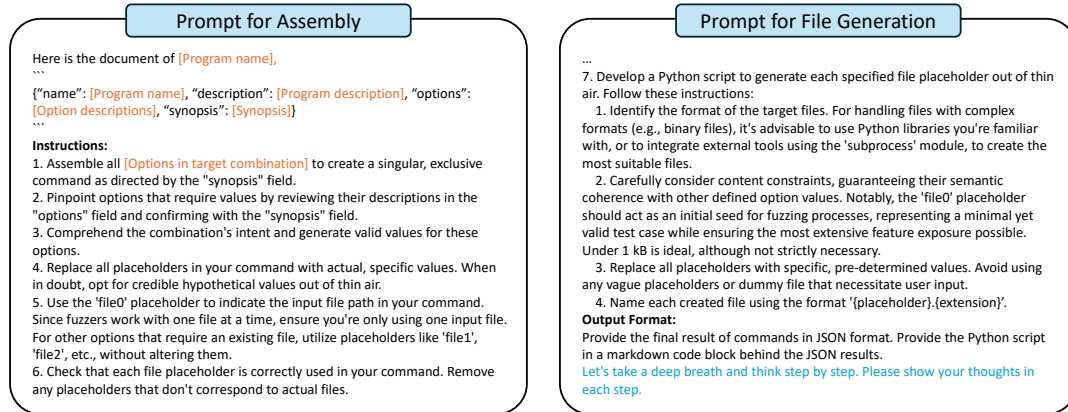 Prompt for Assembly
Here is the document of [Program name],
```
{“name”: [Program name], “description”: [Program description], “options”:
[Option descriptions], “synopsis”: [Synopsis]}
```
Instructions:
1. Assemble all [Options in target combination] to create a singular, exclusive
command as directed by the "synopsis" field.
2. Pinpoint options that require values by reviewing their descriptions in the
"options" field and confirming with the "synopsis" field.
3. Comprehend the combination's intent and generate valid values for these
options.
4. Replace all placeholders in your command with actual, specific values. When
in doubt, opt for credible hypothetical values out of thin air.
5. Use the 'file0' placeholder to indicate the input file path in your command.
Since fuzzers work with one file at a time, ensure you're only using one input file.
For other options that require an existing file, utilize placeholders like 'file1',
'file2', etc., without altering them.
6. Check that each file placeholder is correctly used in your command. Remove
any placeholders that don't correspond to actual files.
Prompt for File Generation
...
7. Develop a Python script to generate each specified file placeholder out of thin
air. Follow these instructions:
1. Identify the format of the target files. For handling files with complex
formats (e.g., binary files), it's advisable to use Python libraries you're familiar
with, or to integrate external tools using the 'subprocess' module, to create the
most suitable files.
2. Carefully consider content constraints, guaranteeing their semantic
coherence with other defined option values. Notably, the 'file0' placeholder
should act as an initial seed for fuzzing processes, representing a minimal yet
valid test case while ensuring the most extensive feature exposure possible.
Under 1 kB is ideal, although not strictly necessary.
3. Replace all placeholders with specific, pre-determined values. Avoid using
any vague placeholders or dummy file that necessitate user input.
4. Name each created file using the format '{placeholder}.{extension}’.
Output Format:
Provide the final result of commands in JSON format. Provide the Python script
in a markdown code block behind the JSON results.
Let's take a deep breath and think step by step. Please show your thoughts in
each step.